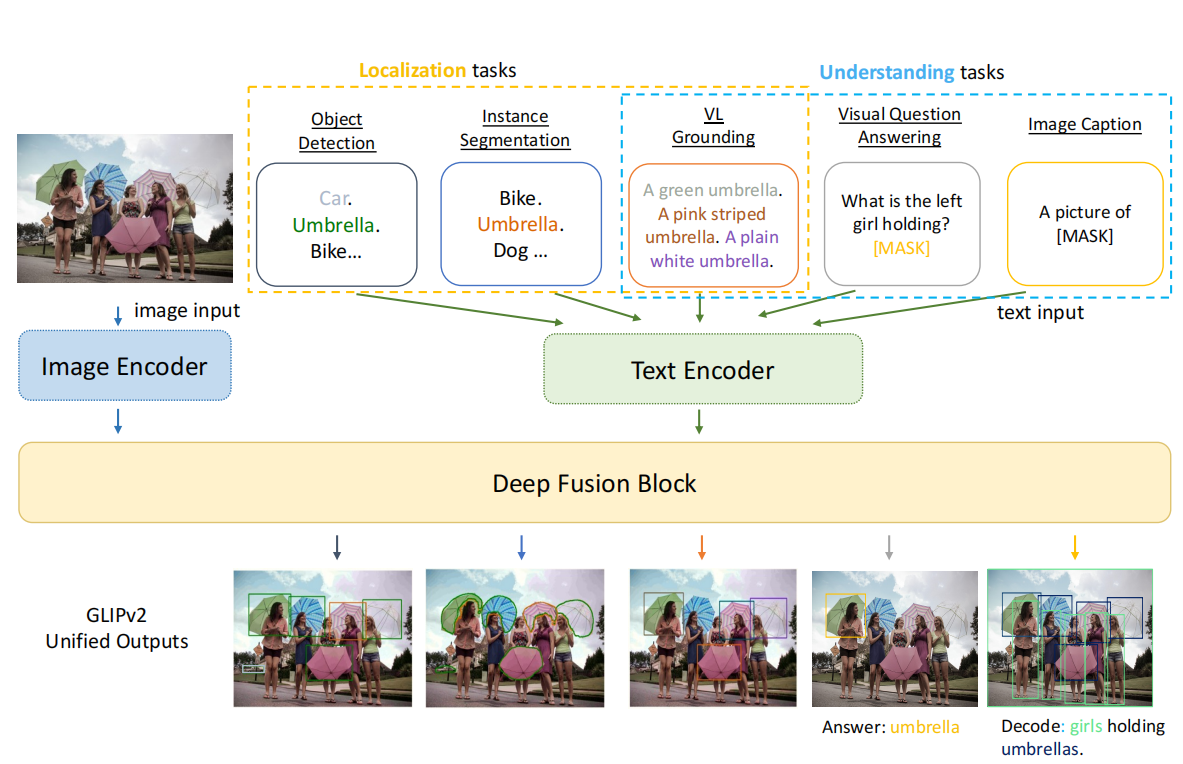 Localization tasks
Understanding tasks
Object
Detection
Instance
Segmentation
VL
Grounding
Visual Question
Answering
Image Caption
Car.
Umbrella.
Bike...
Bike.
Umbrella.
Dog ...
A green umbrella.
A pink striped
umbrella. A plain
white umbrella.
What is the left
girl holding?
[MASK]
A picture of
[MASK]
image input
text input
Image Encoder
Text Encoder
Deep Fusion Block
GLIPv2
Unified Outputs
Answer: umbrella
Decode: girls holding
umbrellas.